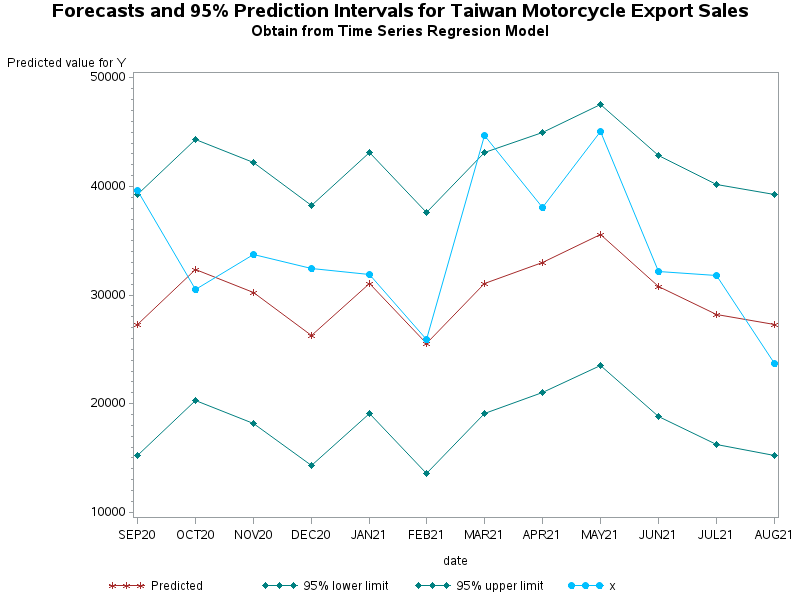 Forecasts and 95% Prediction Intervals for Taiwan Motorcycle Export Sales
Obtain from Time Series Regresion Model
Predicted value for Y
50000
40000
30000
20000
10000
SEP20 OCT20 NOV20 DEC20 JAN21 FEB21 MAR21 APR21 MAY21 JUN21 JUL21 AUG21
date
Predicted 95% lower limit 95% upper limit x